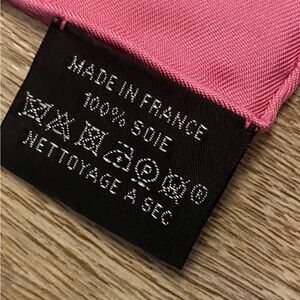 MADE IN FRANCE
100% SOIE
P W ®
NETTOYAGE A SEC